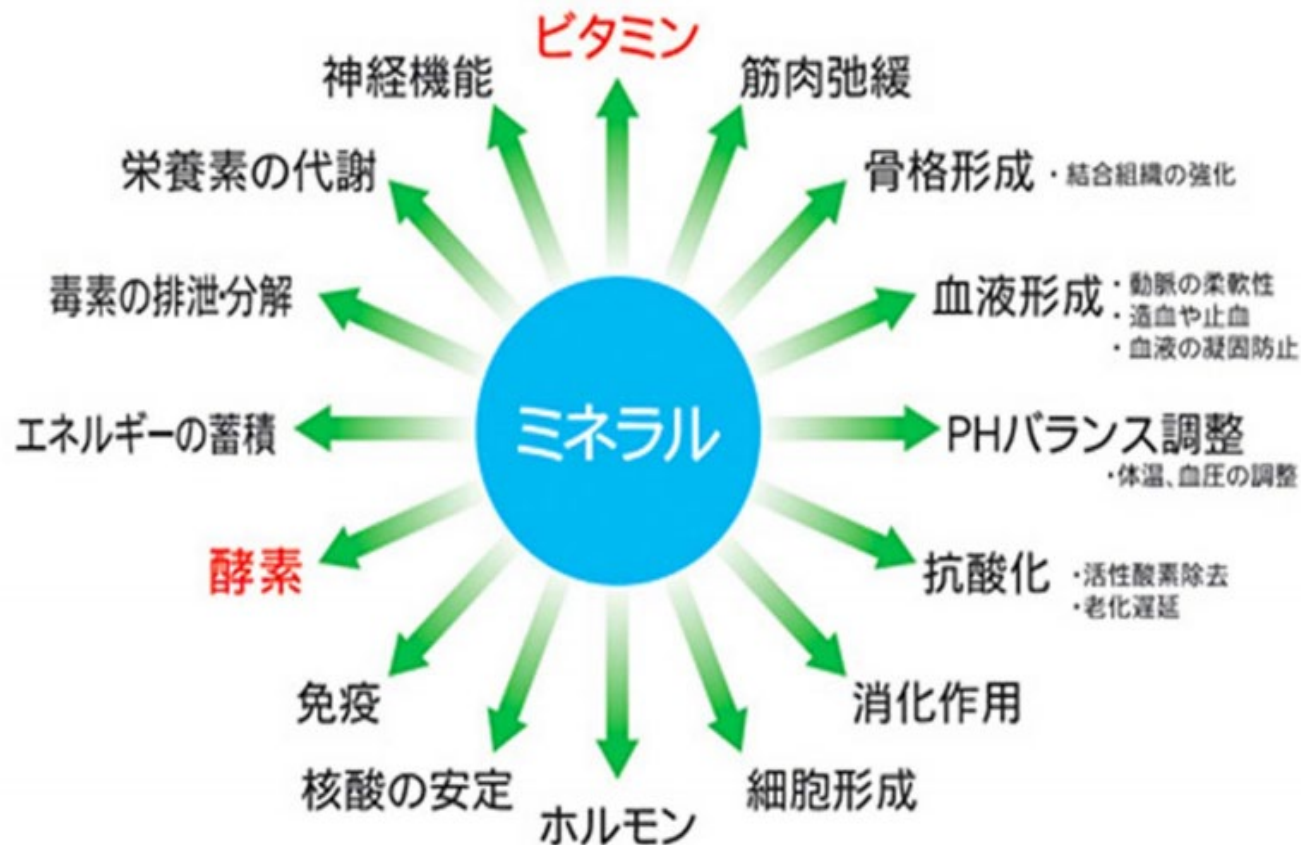 ビタミン
神経機能
筋肉弛緩
栄養素の代謝
骨格形成 ・結合組織の強化
毒素の排泄・分解
血液形成
・動脈の柔軟性
・造血や止血
・血液の凝固防止
エネルギーの蓄積
ミネラル
PHバランス調整
・体温、血圧の調整
酵素
抗酸化
・活性酸素除去
・老化遅延
免疫
消化作用
核酸の安定
細胞形成
ホルモン